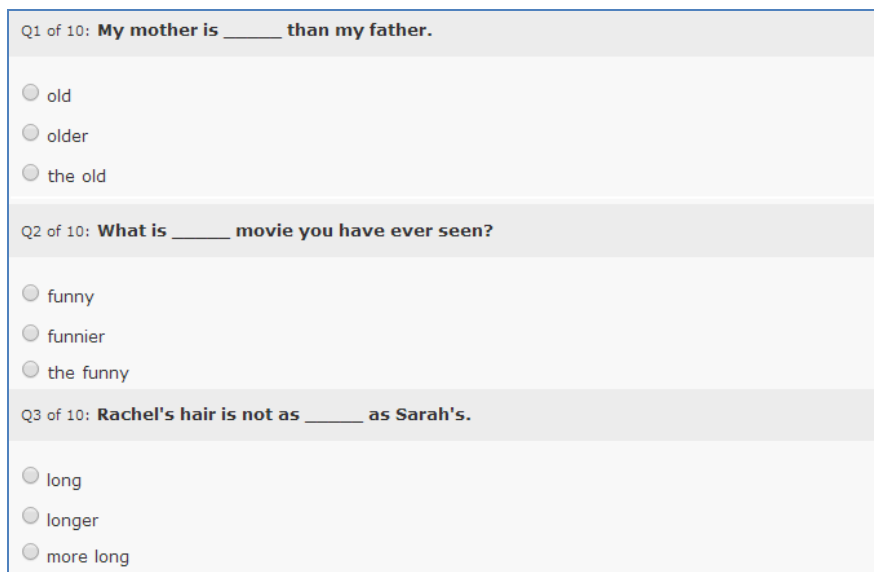 Q1 of 10: My mother is ______ than my father.
old
older
the old
Q2 of 10: What is ______ movie you have ever seen?
funny
funnier
the funny
Q3 of 10: Rachel's hair is not as ______ as Sarah's.
long
longer
more long